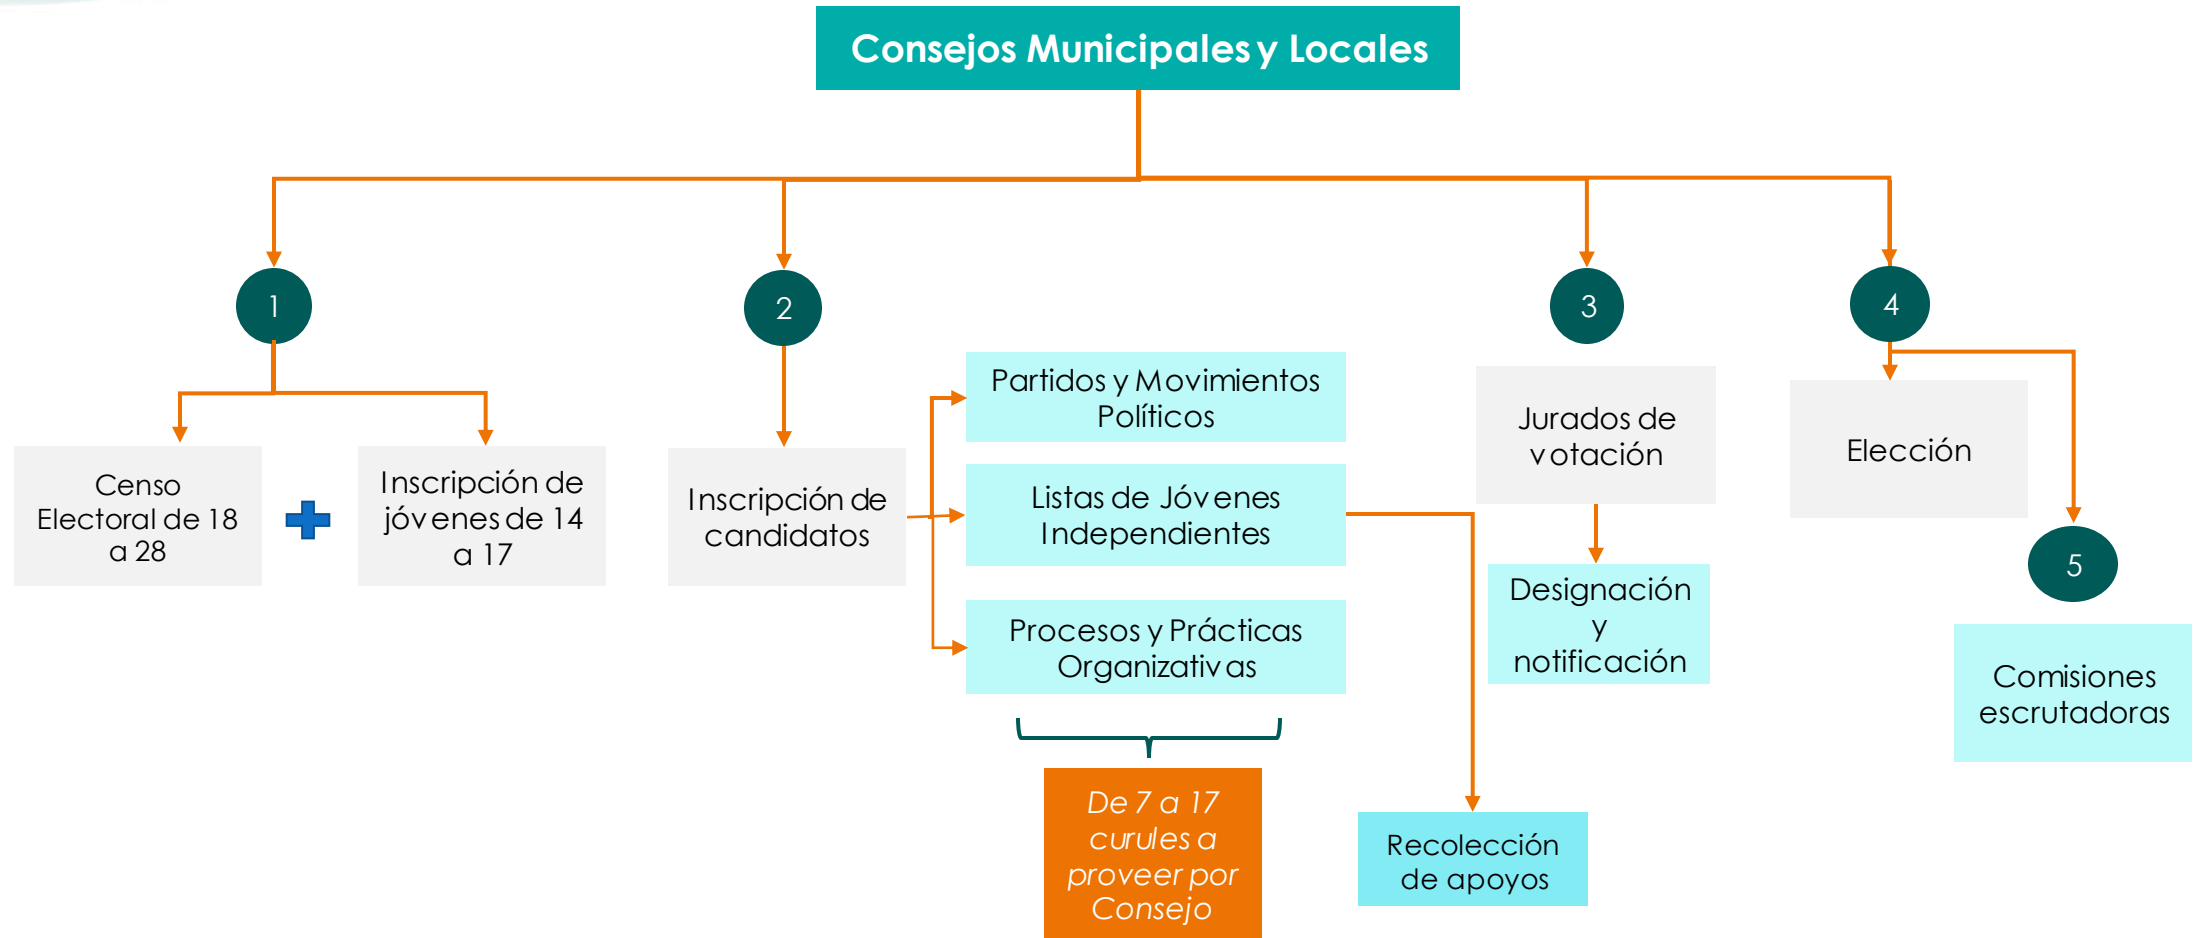 Consejos Municipales y Locales
1
2
3
4
Censo
Electoral de 18
a 28
Inscripción de
jóvenes de 14
a 17
Inscripción de
candidatos
Partidos y Movimientos
Políticos
Listas de Jóvenes
Independientes
Procesos y Prácticas
Organizativas
De 7 a 17
curules a
proveer por
Consejo
Recolección
de apoyos
Jurados de
votación
Designación
y
notificación
Elección
5
Comisiones
escrutadoras